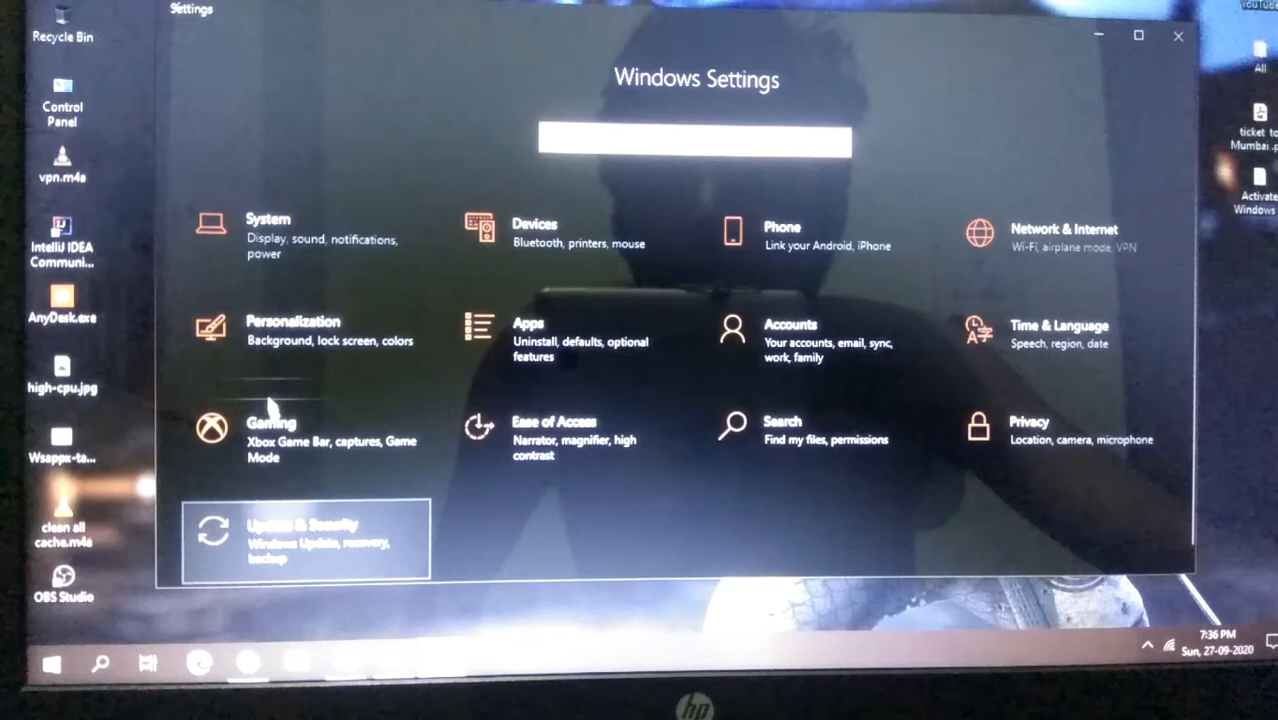 Settings
Windows Settings
System
Display, sound, notifications,
power
Devices
Bluetooth, printers, mouse
Phone
Link your Android, iPhone
Network & Internet
Wi-Fi, airplane mode, VPN
Personalization
Background, lock screen, colors
Apps
Uninstall, defaults, optional
features
Accounts
Your accounts, email, sync,
work, family
Time & Language
Speech, region, date
Gaming
Xbox Game Bar, captures, Game
Mode
Ease of Access
Narrator, magnifier, high
contrast
Search
Find my files, permissions
Privacy
Location, camera, microphone
Update & Security
Windows Update, recovery,
backup
Recycle Bin
Control
Panel
vpn.m4a
IntelliJ IDEA
Communi...
AnyDesk.exe
high-cpu.jpg
Wsappx-ta...
clean all
cache.m4a
OBS Studio
YouTube
All
ticket to
Mumbai .p
Activate
Windows
7:36 PM
Sun, 27-09-2020
hp